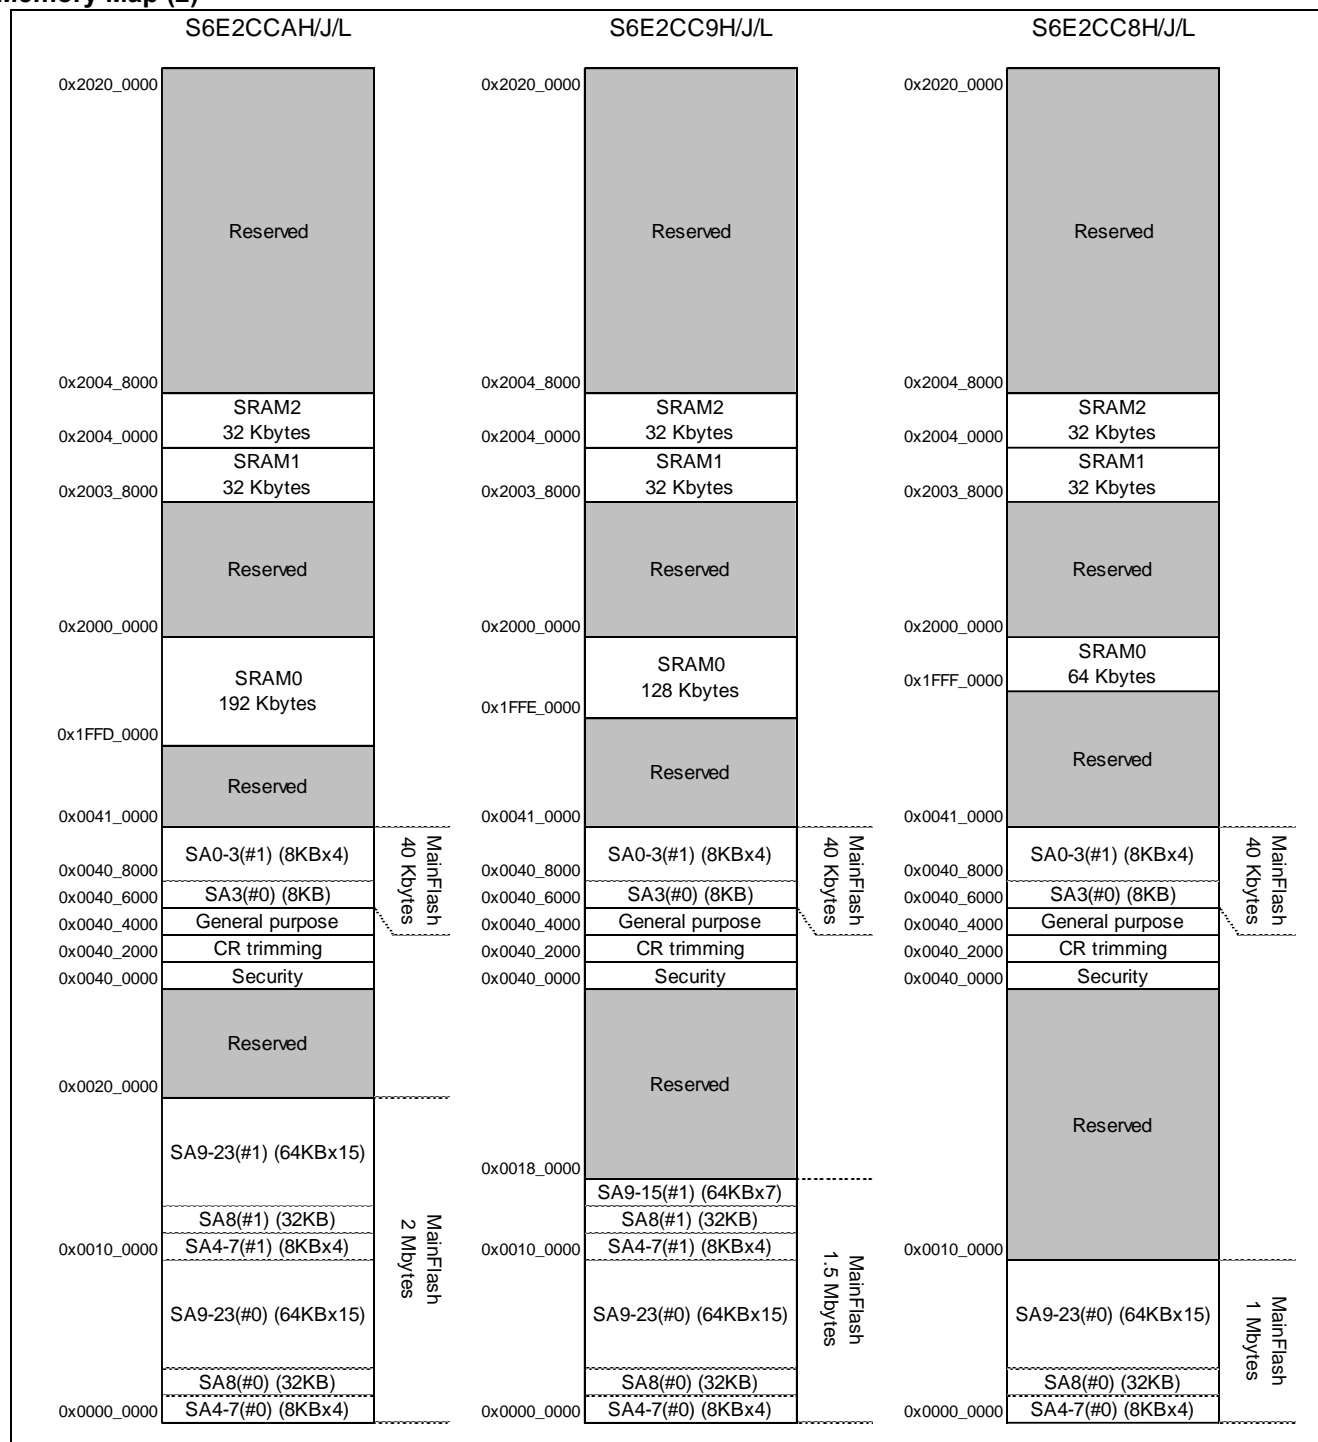 S6E2CCAH/J/L
0x2020_0000
Reserved
0x2004_8000
SRAM2
32 Kbytes
0x2004_0000
SRAM1
32 Kbytes
0x2003_8000
Reserved
0x2000_0000
SRAM0
192 Kbytes
0x1FFD_0000
Reserved
0x0041_0000
SA0-3(#1) (8KBx4)
0x0040_8000
SA3(#0) (8KB)
0x0040_6000
General purpose
0x0040_4000
CR trimming
0x0040_2000
Security
0x0040_0000
MainFlash
40 Kbytes
Reserved
0x0020_0000
SA9-23(#1) (64KBx15)
SA8(#1) (32KB)
SA4-7(#1) (8KBx4)
0x0010_0000
SA9-23(#0) (64KBx15)
SA8(#0) (32KB)
SA4-7(#0) (8KBx4)
0x0000_0000
MainFlash
2 Mbytes
S6E2CC9H/J/L
0x2020_0000
Reserved
0x2004_8000
SRAM2
32 Kbytes
0x2004_0000
SRAM1
32 Kbytes
0x2003_8000
Reserved
0x2000_0000
SRAM0
128 Kbytes
0x1FFE_0000
Reserved
0x0041_0000
SA0-3(#1) (8KBx4)
0x0040_8000
SA3(#0) (8KB)
0x0040_6000
General purpose
0x0040_4000
CR trimming
0x0040_2000
Security
0x0040_0000
MainFlash
40 Kbytes
Reserved
0x0018_0000
SA9-15(#1) (64KBx7)
SA8(#1) (32KB)
SA4-7(#1) (8KBx4)
0x0010_0000
SA9-23(#0) (64KBx15)
SA8(#0) (32KB)
SA4-7(#0) (8KBx4)
0x0000_0000
MainFlash
1.5 Mbytes
S6E2CC8H/J/L
0x2020_0000
Reserved
0x2004_8000
SRAM2
32 Kbytes
0x2004_0000
SRAM1
32 Kbytes
0x2003_8000
Reserved
0x2000_0000
SRAM0
64 Kbytes
0x1FFF_0000
Reserved
0x0041_0000
SA0-3(#1) (8KBx4)
0x0040_8000
SA3(#0) (8KB)
0x0040_6000
General purpose
0x0040_4000
CR trimming
0x0040_2000
Security
0x0040_0000
MainFlash
40 Kbytes
Reserved
0x0010_0000
SA9-23(#0) (64KBx15)
SA8(#0) (32KB)
SA4-7(#0) (8KBx4)
0x0000_0000
MainFlash
1 Mbytes